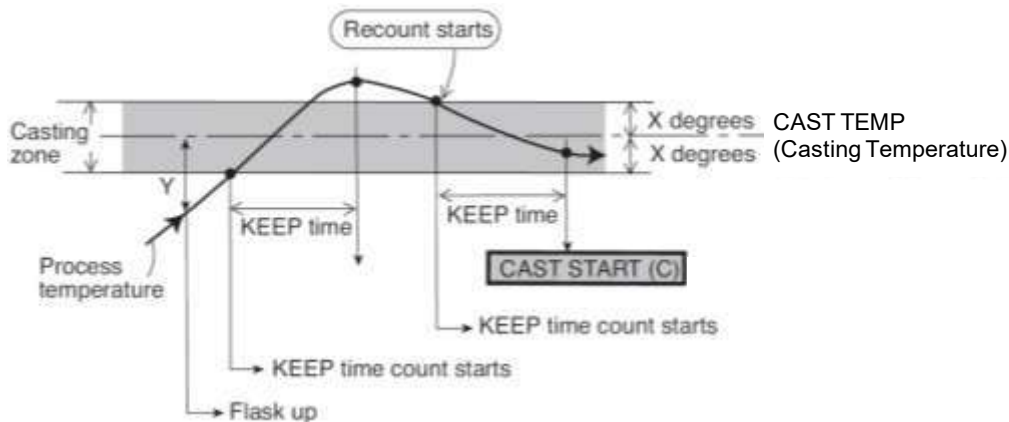 Recount starts
Casting
zone
X degrees
X degrees
CAST TEMP
(Casting Temperature)
Y
KEEP time
KEEP time
Process
temperature
CAST START (C)
KEEP time count starts
KEEP time count starts
Flask up